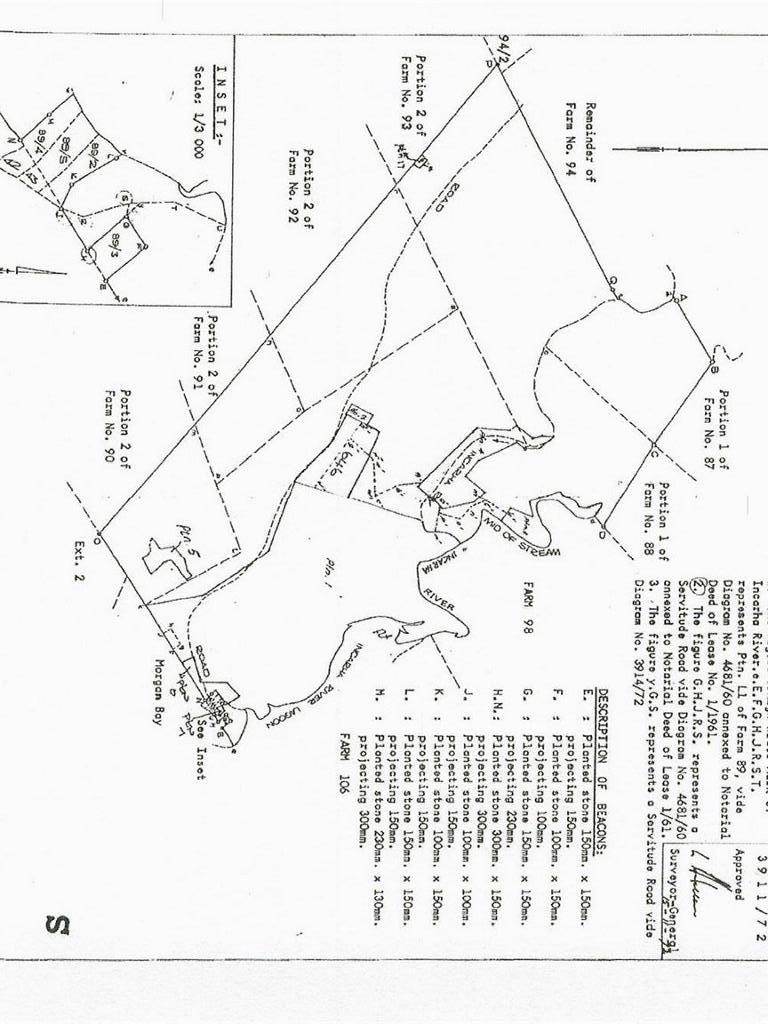 3911/72
Approved
Surveyor-General
Incarha River.e.E.F.G.H.J.R.S.T.
represents Ptn. L1 of Farm 89, vide
Diagram No. 4681/60 annexed to Notarial
Deed of Lease No. 1/1961.
2. The figure G.H.J.R.S. represents a
Servitude Road vide Diagram No. 4681/60
annexed to Notarial Deed of Lease 1/61.
3. The figure y.G.S. represents a Servitude Road vide
Diagram No. 3914/72
DESCRIPTION OF BEACONS:
E. : Planted stone 150mm. x 150mm.
projecting 150mm.
F. : Planted stone 100mm. x 150mm.
projecting 100mm.
G. : Planted stone 150mm. x 150mm.
projecting 230mm.
H.N.: Planted stone 300mm. x 150mm.
projecting 300mm.
J. : Planted stone 100mm. x 100mm.
projecting 150mm.
K. : Planted stone 100mm. x 150mm.
projecting 150mm.
L. : Planted stone 150mm. x 150mm.
projecting 150mm.
M. : Planted stone 230mm. x 130mm.
projecting 300mm.
FARM 106
94/2
Remainder of
Farm No. 94
Portion 1 of
Farm No. 87
Portion 1 of
Farm No. 88
Portion 2 of
Farm No. 93
Portion 2 of
Farm No. 92
Portion 2 of
Farm No. 91
Portion 2 of
Farm No. 90
ROAD
INCARHA
MID OF STREAM
INCARHA RIVER
FARM 98
646
Ptn. 5
Ptn. 1
Ext. 2
INCARHA RIVER LAGOON
ROAD
Morgan Bay
See Inset
INSET:-
Scale: 1/3 000
89/4
89/5
89/2
89/3
S